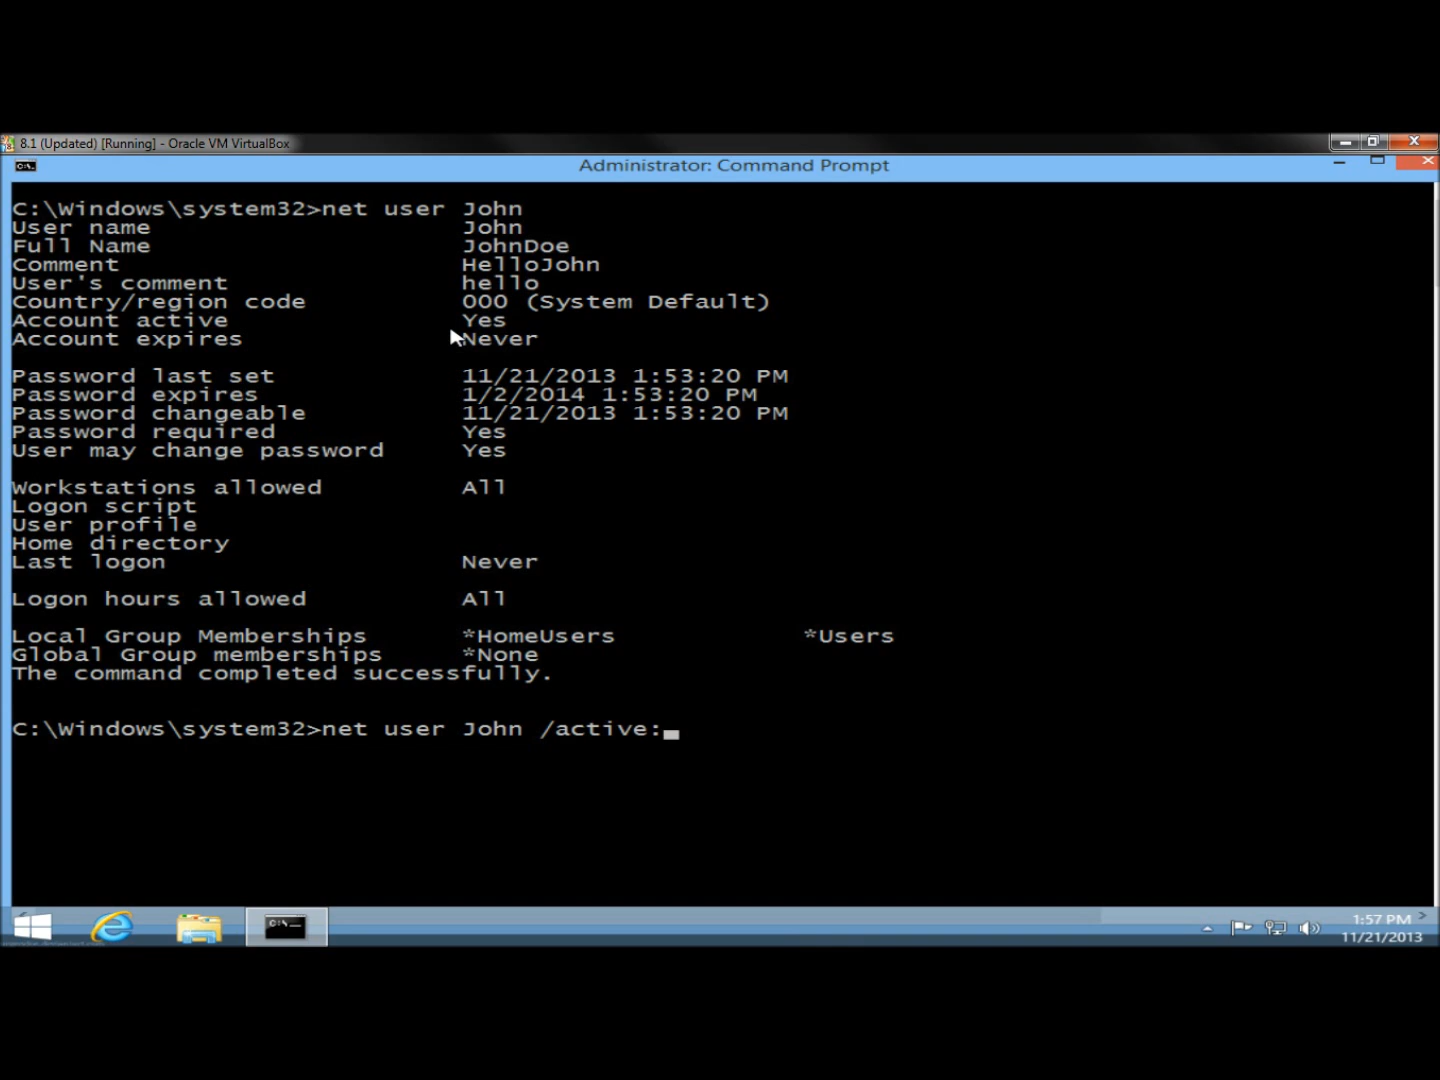 8.1 (Updated) [Running] - Oracle VM VirtualBox
Administrator: Command Prompt
C:\Windows\system32>net user John
User name John
Full Name JohnDoe
Comment HelloJohn
User's comment hello
Country/region code 000 (System Default)
Account active Yes
Account expires Never
Password last set 11/21/2013 1:53:20 PM
Password expires 1/2/2014 1:53:20 PM
Password changeable 11/21/2013 1:53:20 PM
Password required Yes
User may change password Yes
Workstations allowed All
Logon script
User profile
Home directory
Last logon Never
Logon hours allowed All
Local Group Memberships *HomeUsers *Users
Global Group memberships *None
The command completed successfully.
C:\Windows\system32>net user John /active:
1:57 PM
11/21/2013